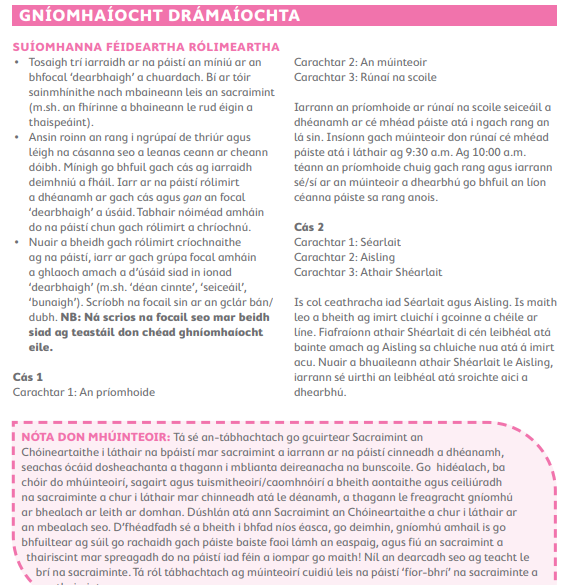 GNÍOMHAÍOCHT DRÁMAÍOCHTA
SUÍOMHANNA FÉIDEARTHA RÓLIMEARTHA
• Tosaigh trí iarraidh ar na páistí an míniú ar an
bhfocal ‘dearbhaigh’ a chuardach. Bí ar tóir
sainmhínithe nach mbaineann leis an sacraimint
(m.sh. an fhírinne a bhaineann le rud éigin a
thaispeáint).
• Ansin roinn an rang i ngrúpaí de thriúr agus
léigh na cásanna seo a leanas ceann ar cheann
dóibh. Mínigh go bhfuil gach cás ag iarraidh
deimhniú a fháil. Iarr ar na páistí rólimirt
a dhéanamh ar gach cás agus gan an focal
‘dearbhaigh’ a úsáid. Tabhair nóiméad amháin
do na páistí chun gach rólimirt a chríochnú.
• Nuair a bheidh gach rólimirt críochnaithe
ag na páistí, iarr ar gach grúpa focal amháin
a ghlaoch amach a d’úsáid siad in ionad
‘dearbhaigh’ (m.sh. ‘déan cinnte’, ‘seiceáil’,
‘bunaigh’). Scríobh na focail sin ar an gclár bán/
dubh. NB: Ná scrios na focail seo mar beidh
siad ag teastáil don chéad ghníomhaíocht
eile.
Cás 1
Carachtar 1: An príomhoide
Carachtar 2: An múinteoir
Carachtar 3: Rúnaí na scoile
Iarrann an príomhoide ar rúnaí na scoile seiceáil a
dhéanamh ar cé mhéad páiste atá i ngach rang an
lá sin. Insíonn gach múinteoir don rúnaí cé mhéad
páiste atá i láthair ag 9:30 a.m. Ag 10:00 a.m.
téann an príomhoide chuig gach rang agus iarrann
sé/sí ar an múinteoir a dhearbhú go bhfuil an líon
céanna páiste sa rang anois.
Cás 2
Carachtar 1: Séarlait
Carachtar 2: Aisling
Carachtar 3: Athair Shéarlait
Is col ceathracha iad Séarlait agus Aisling. Is maith
leo a bheith ag imirt cluichí i gcoinne a chéile ar
líne. Fiafraíonn athair Shéarlait di cén leibhéal atá
bainte amach ag Aisling sa chluiche nua atá á imirt
acu. Nuair a bhuaileann athair Shéarlait le Aisling,
iarrann sé uirthi an leibhéal atá sroichte aici a
dhearbhú.
NÓTA DON MHÚINTEOIR: Tá sé an-tábhachtach go gcuirtear Sacraimint an
Chóineartaithe i láthair na bpáistí mar sacraimint a iarrann ar na páistí cinneadh a dhéanamh,
seachas ócáid dosheachanta a thagann i mblianta deireanacha na bunscoile. Go hidéalach, ba
chóir do mhúinteoirí, sagairt agus tuismitheoirí/caomhnóirí a bheith aontaithe agus ceiliúradh
na sacraiminte a chur i láthair mar chinneadh atá le déanamh, a thagann le freagracht gníomhú
ar bhealach ar leith ar domhan. Dúshlán atá ann Sacraimint an Chóineartaithe a chur i láthair ar
an mbealach seo. D’fhéadfadh sé a bheith i bhfad níos éasca, go deimhin, gníomhú amhail is go
bhfuiltear ag súil go rachaidh gach páiste baiste faoi lámh an easpaig, agus fiú an sacraimint a
thairiscint mar spreagadh do na páistí iad féin a iompar go maith! Níl an dearcadh seo ag teacht le
brí na sacraiminte. Tá ról tábhachtach ag múinteoirí cuidiú leis na páistí ‘fíor-bhrí’ na sacraiminte a